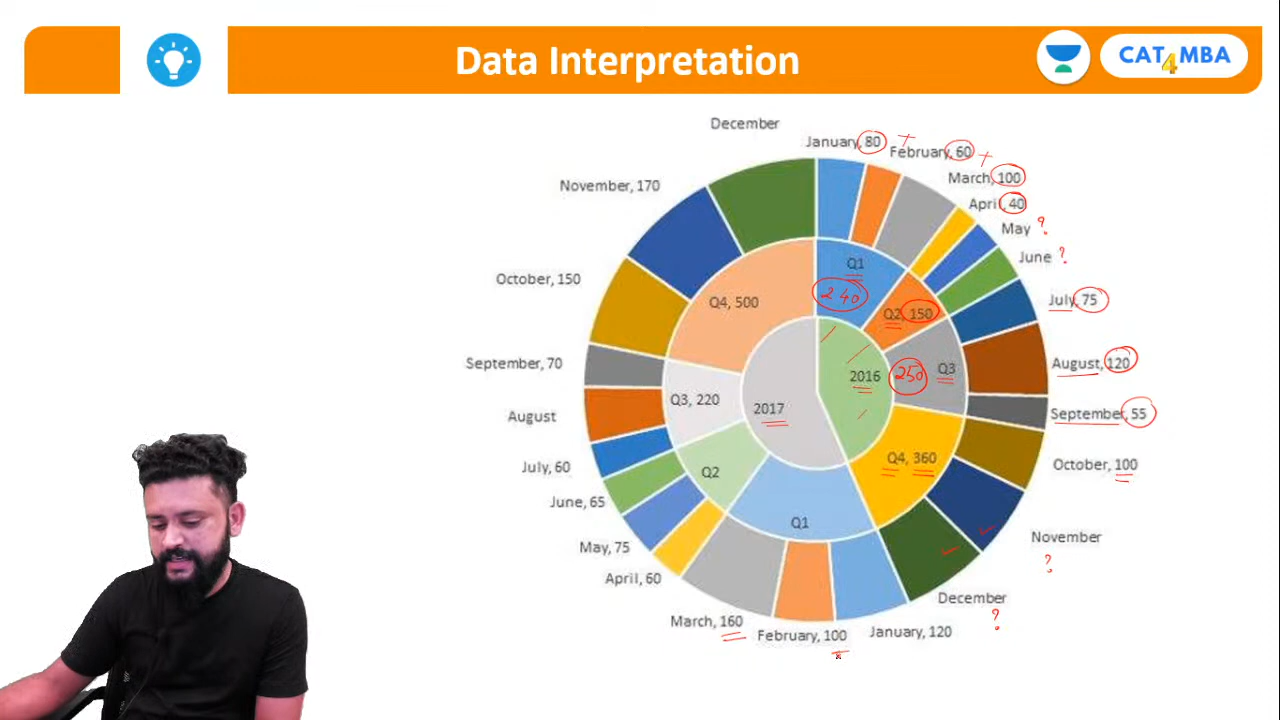 Data Interpretation
CAT4MBA
December
January, 80 +
February, 60 +
March, 100
April, 40
May ?
June ?
July, 75
August, 120
September, 55
October, 100
November
?
December
?
January, 120
February, 100
March, 160
April, 60
May, 75
June, 65
July, 60
August
September, 70
October, 150
November, 170
Q1
240
Q2, 150
Q3
250
Q4, 360
2016
2017
Q4, 500
Q3, 220
Q2
Q1